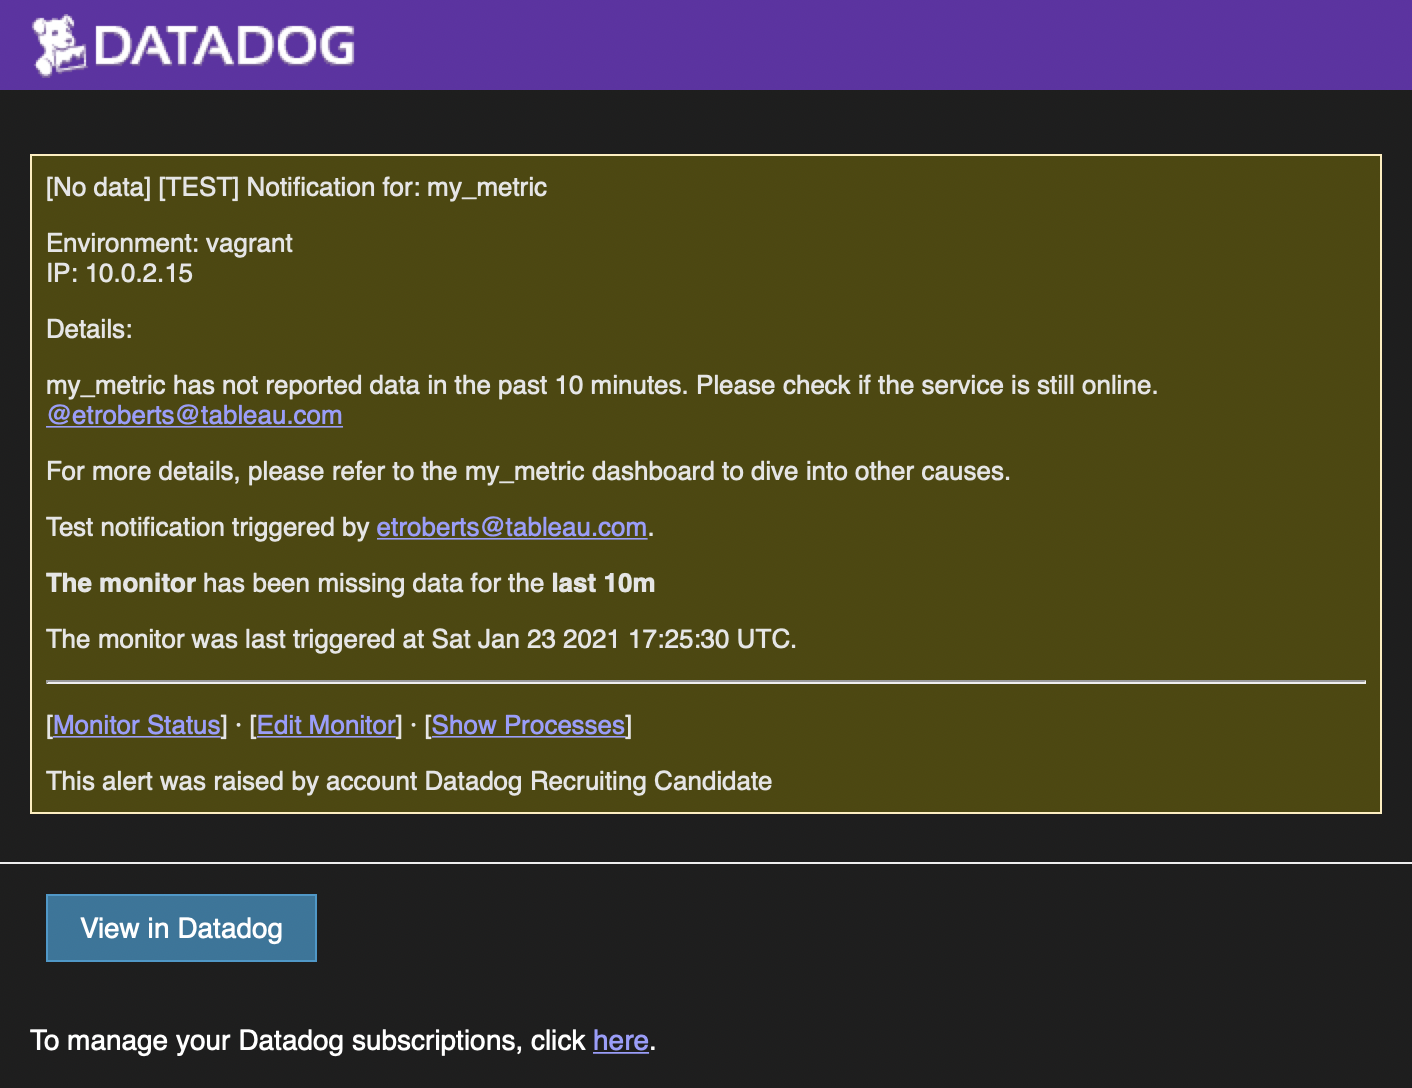 DATADOG
[No data] [TEST] Notification for: my_metric
Environment: vagrant
IP: 10.0.2.15
Details:
my_metric has not reported data in the past 10 minutes. Please check if the service is still online.
@etroberts@tableau.com
For more details, please refer to the my_metric dashboard to dive into other causes.
Test notification triggered by etroberts@tableau.com.
The monitor has been missing data for the last 10m
The monitor was last triggered at Sat Jan 23 2021 17:25:30 UTC.
[Monitor Status] · [Edit Monitor] · [Show Processes]
This alert was raised by account Datadog Recruiting Candidate
View in Datadog
To manage your Datadog subscriptions, click here.